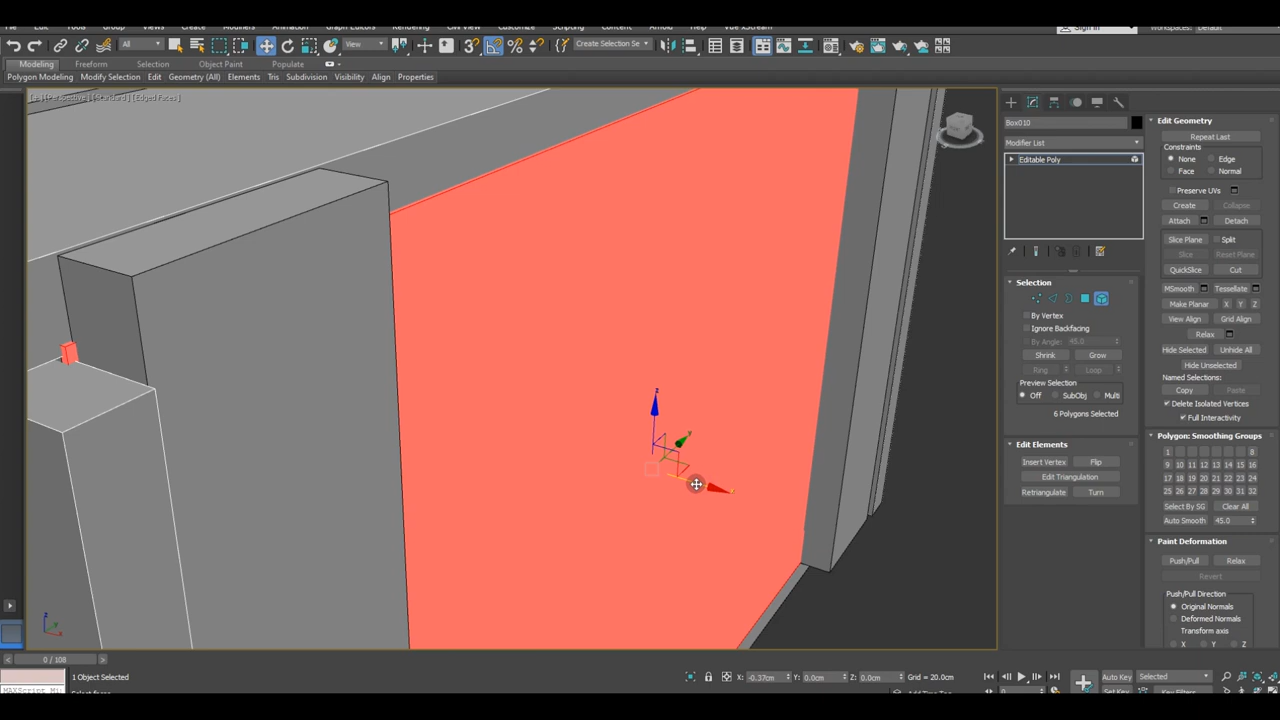 All
View
3
Create Selection Se
Modeling Freeform Selection Object Paint Populate
Polygon Modeling Modify Selection Edit Geometry (All) Elements Tris Subdivision Visibility Align Properties
[+] [Perspective] [Standard] [Edged Faces]
Box010
Modifier List
Editable Poly
Selection
By Vertex
Ignore Backfacing
By Angle: 45.0
Shrink Grow
Ring Loop
Preview Selection
Off SubObj Multi
6 Polygons Selected
Edit Elements
Insert Vertex Flip
Edit Triangulation
Retriangulate Turn
Edit Geometry
Repeat Last
Constraints
None Edge
Face Normal
Preserve UVs
Create Collapse
Attach Detach
Slice Plane Split
Slice Reset Plane
QuickSlice Cut
MSmooth Tessellate
Make Planar X Y Z
View Align Grid Align
Relax
Hide Selected Unhide All
Hide Unselected
Named Selections:
Copy Paste
Delete Isolated Vertices
Full Interactivity
Polygon: Smoothing Groups
1 8
9 10 11 12 13 14 15 16
17 18 19 20 21 22 23 24
25 26 27 28 29 30 31 32
Select By SG Clear All
Auto Smooth 45.0
Paint Deformation
Push/Pull Relax
Revert
Push/Pull Direction
Original Normals
Deformed Normals
Transform axis
X Y Z
z
y
z
x
0 / 108
1 Object Selected
X: -0.37cm Y: 0.0cm Z: 0.0cm Grid = 20.0cm
Auto Key Selected
MAXScript Mi
Set Key Key Filters